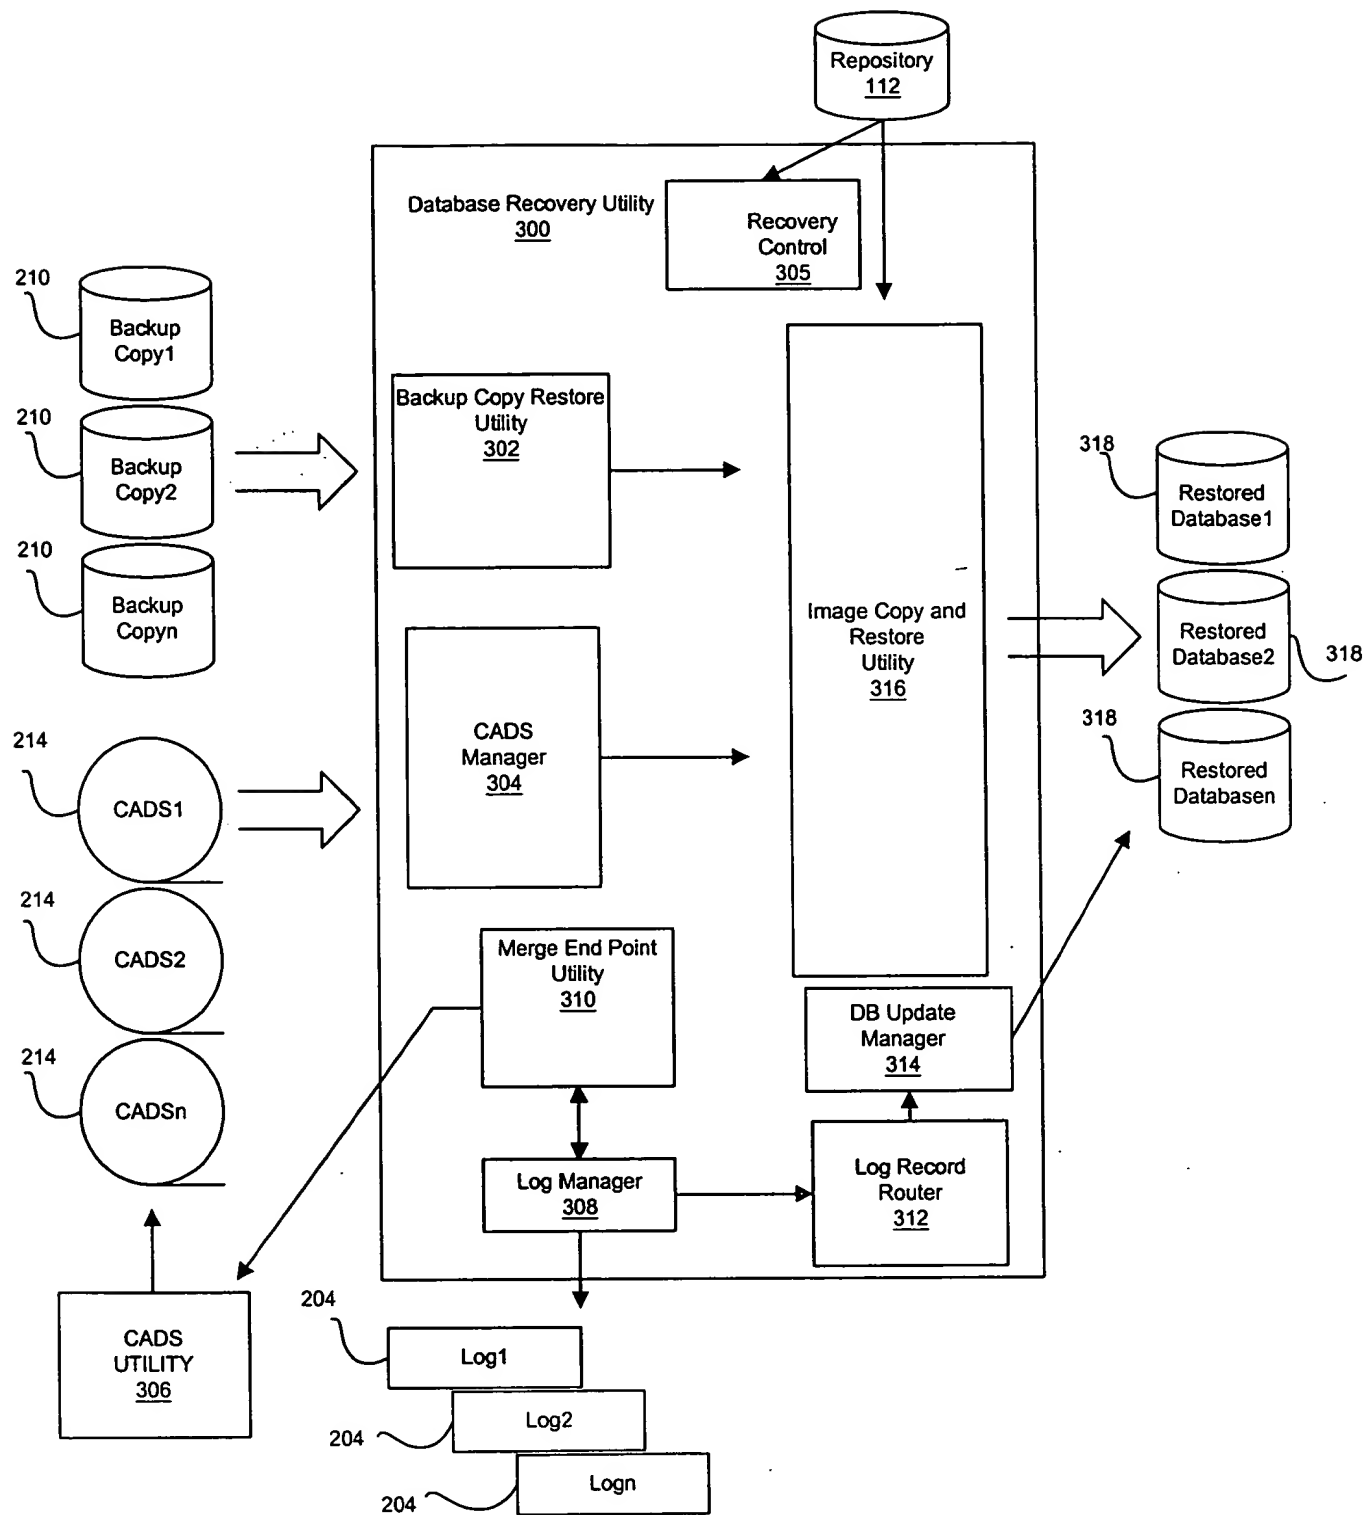 Repository
112
Database Recovery Utility
300
Recovery
Control
305
210
Backup
Copy1
210
Backup
Copy2
210
Backup
Copyn
Backup Copy Restore
Utility
302
Image Copy and
Restore
Utility
316
318
Restored
Database1
Restored
Database2
318
318
Restored
Databasen
214
CADS1
214
CADS2
214
CADSn
CADS
Manager
304
Merge End Point
Utility
310
DB Update
Manager
314
Log Manager
308
Log Record
Router
312
CADS
UTILITY
306
204
Log1
204
Log2
204
Logn